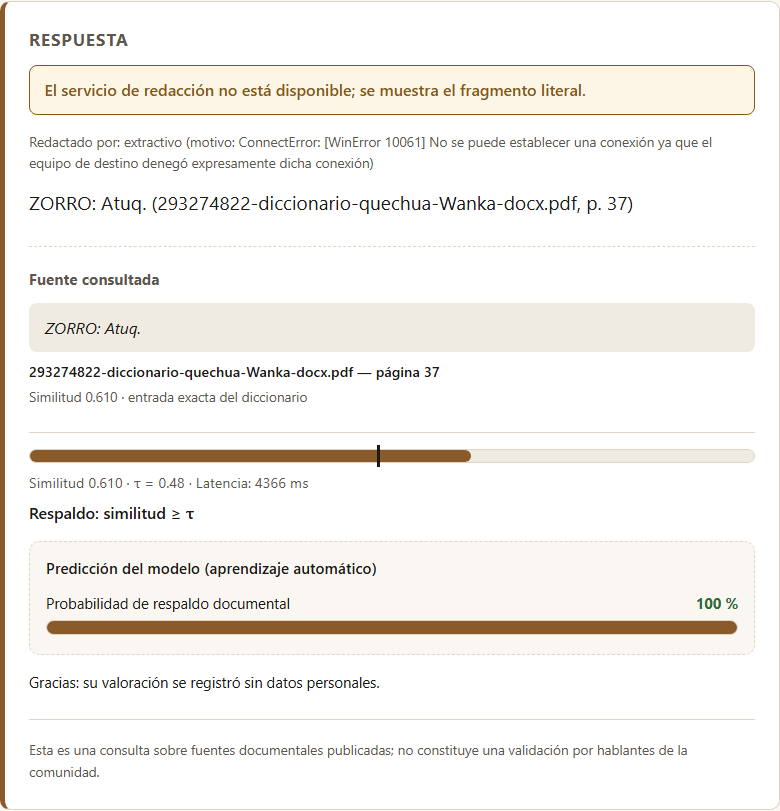 RESPUESTA
El servicio de redacción no está disponible; se muestra el fragmento literal.
Redactado por: extractivo (motivo: ConnectError: [WinError 10061] No se puede establecer una conexión ya que el
equipo de destino denegó expresamente dicha conexión)
ZORRO: Atuq. (293274822-diccionario-quechua-Wanka-docx.pdf, p. 37)
Fuente consultada
ZORRO: Atuq.
293274822-diccionario-quechua-Wanka-docx.pdf — página 37
Similitud 0.610 · entrada exacta del diccionario
Similitud 0.610 · τ = 0.48 · Latencia: 4366 ms
Respaldo: similitud ≥ τ
Predicción del modelo (aprendizaje automático)
Probabilidad de respaldo documental 100 %
Gracias: su valoración se registró sin datos personales.
Esta es una consulta sobre fuentes documentales publicadas; no constituye una validación por hablantes de la
comunidad.